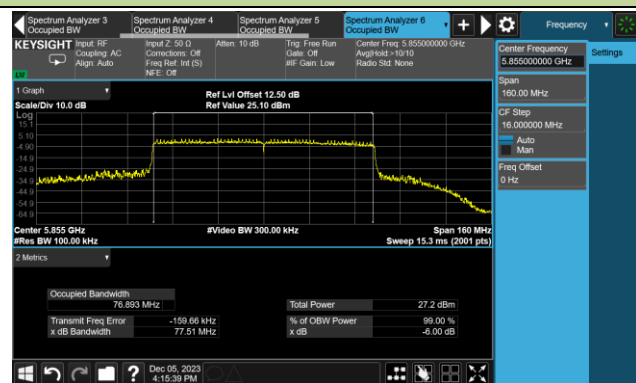 Spectrum Analyzer 3
Occupied BW
Spectrum Analyzer 4
Occupied BW
Spectrum Analyzer 5
Occupied BW
Spectrum Analyzer 6
Occupied BW
Frequency
KEYSIGHT
Input: RF
Coupling: AC
Align: Auto
Input Z: 50 Ω
Corrections: Off
Freq Ref: Int (S)
NFE: Off
Atten: 10 dB
Trig: Free Run
Gate: Off
#IF Gain: Low
Center Freq: 5.855000000 GHz
Avg|Hold:>10/10
Radio Std: None
Center Frequency
5.855000000 GHz
Settings
Span
160.00 MHz
CF Step
16.000000 MHz
Auto
Man
Freq Offset
0 Hz
1 Graph
Scale/Div 10.0 dB
Ref Lvl Offset 12.50 dB
Ref Value 25.10 dBm
Log
15.1
5.10
-4.90
-14.9
-24.9
-34.9
-44.9
-54.9
-64.9
Center 5.855 GHz
#Res BW 100.00 kHz
#Video BW 300.00 kHz
Span 160 MHz
Sweep 15.3 ms (2001 pts)
2 Metrics
Occupied Bandwidth
76.893 MHz
Total Power 27.2 dBm
Transmit Freq Error -159.66 kHz
% of OBW Power 99.00 %
x dB Bandwidth 77.51 MHz
x dB -6.00 dB
Dec 05, 2023
4:15:39 PM